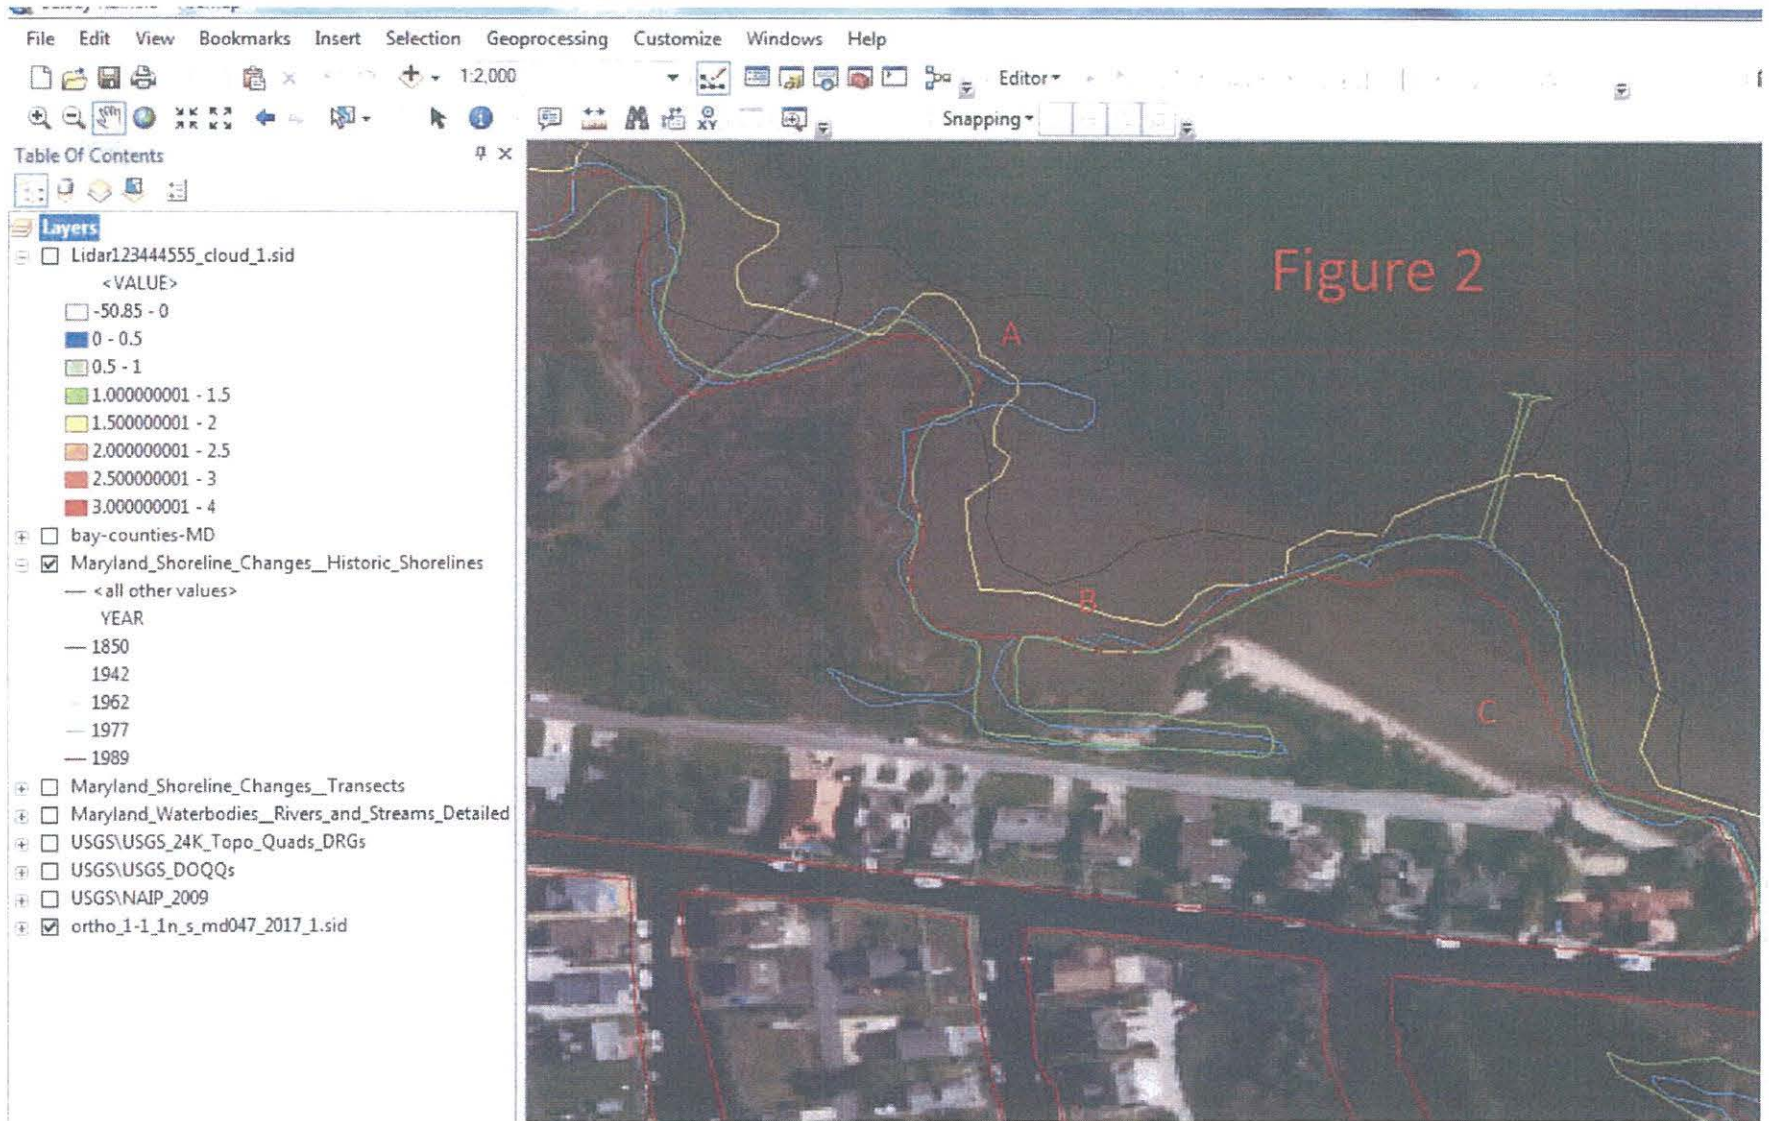 File Edit View Bookmarks Insert Selection Geoprocessing Customize Windows Help
1:2,000 Editor
XY Snapping
Table Of Contents
Layers
Lidar123444555_cloud_1.sid
<VALUE>
-50.85 - 0
0 - 0.5
0.5 - 1
1.000000001 - 1.5
1.500000001 - 2
2.000000001 - 2.5
2.500000001 - 3
3.000000001 - 4
bay-counties-MD
Maryland_Shoreline_Changes__Historic_Shorelines
<all other values>
YEAR
1850
1942
1962
1977
1989
Maryland_Shoreline_Changes__Transects
Maryland_Waterbodies__Rivers_and_Streams_Detailed
USGS\USGS_24K_Topo_Quads_DRGs
USGS\USGS_DOQQs
USGS\NAIP_2009
ortho_1-1_1n_s_md047_2017_1.sid
Figure 2
A
B
C